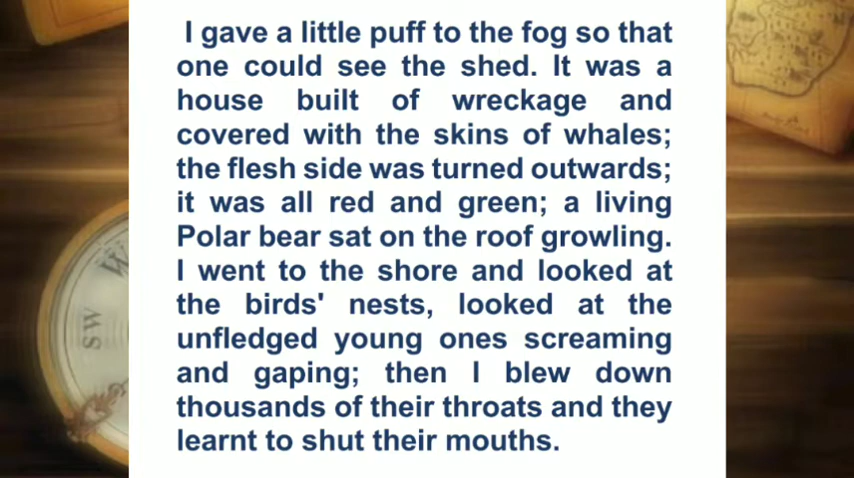 I gave a little puff to the fog so that
one could see the shed. It was a
house built of wreckage and
covered with the skins of whales;
the flesh side was turned outwards;
it was all red and green; a living
Polar bear sat on the roof growling.
I went to the shore and looked at
the birds' nests, looked at the
unfledged young ones screaming
and gaping; then I blew down
thousands of their throats and they
learnt to shut their mouths.
W
SW